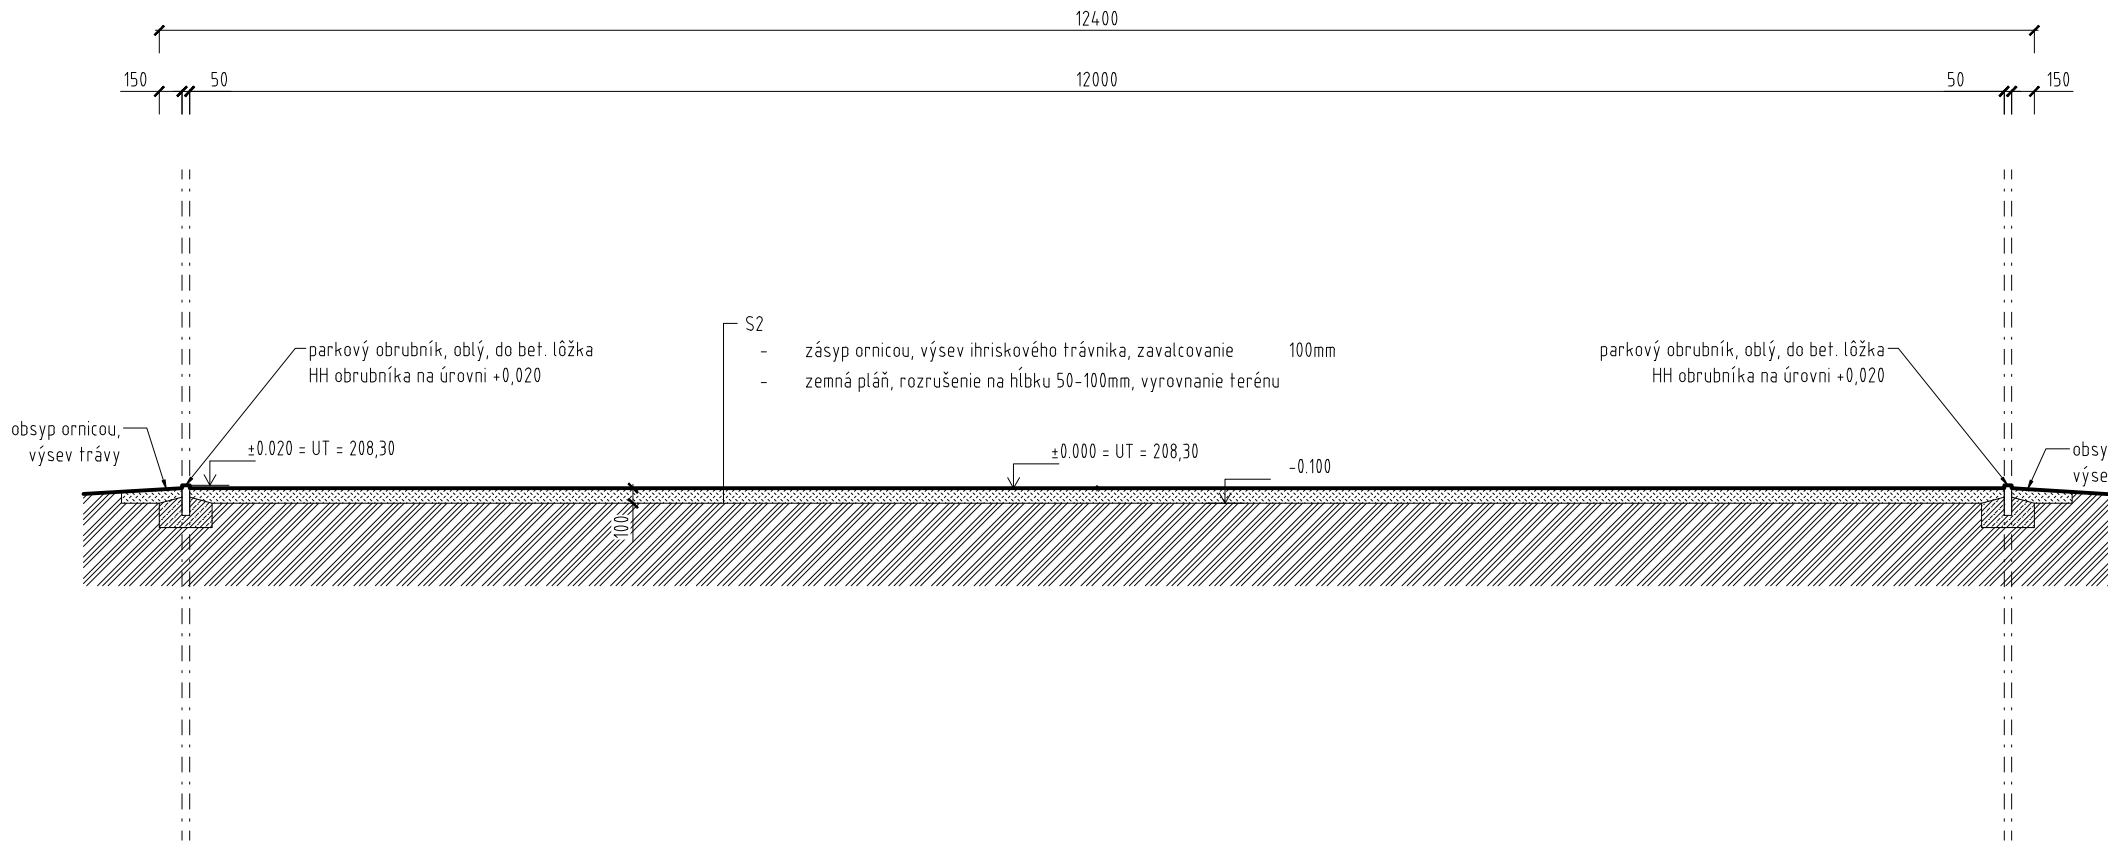 12400
150 50 12000 50 150
S2
parkový obrubník, oblý, do bet. lôžka
HH obrubníka na úrovni +0,020
- zásyp ornicou, výsev ihriskového trávnika, zavalcovanie 100mm
- zemná pláň, rozrušenie na hĺbku 50-100mm, vyrovnanie terénu
parkový obrubník, oblý, do bet. lôžka
HH obrubníka na úrovni +0,020
obsyp ornicou,
výsev trávy
±0.020 = UT = 208,30
±0.000 = UT = 208,30
-0.100
obsy
výse
100